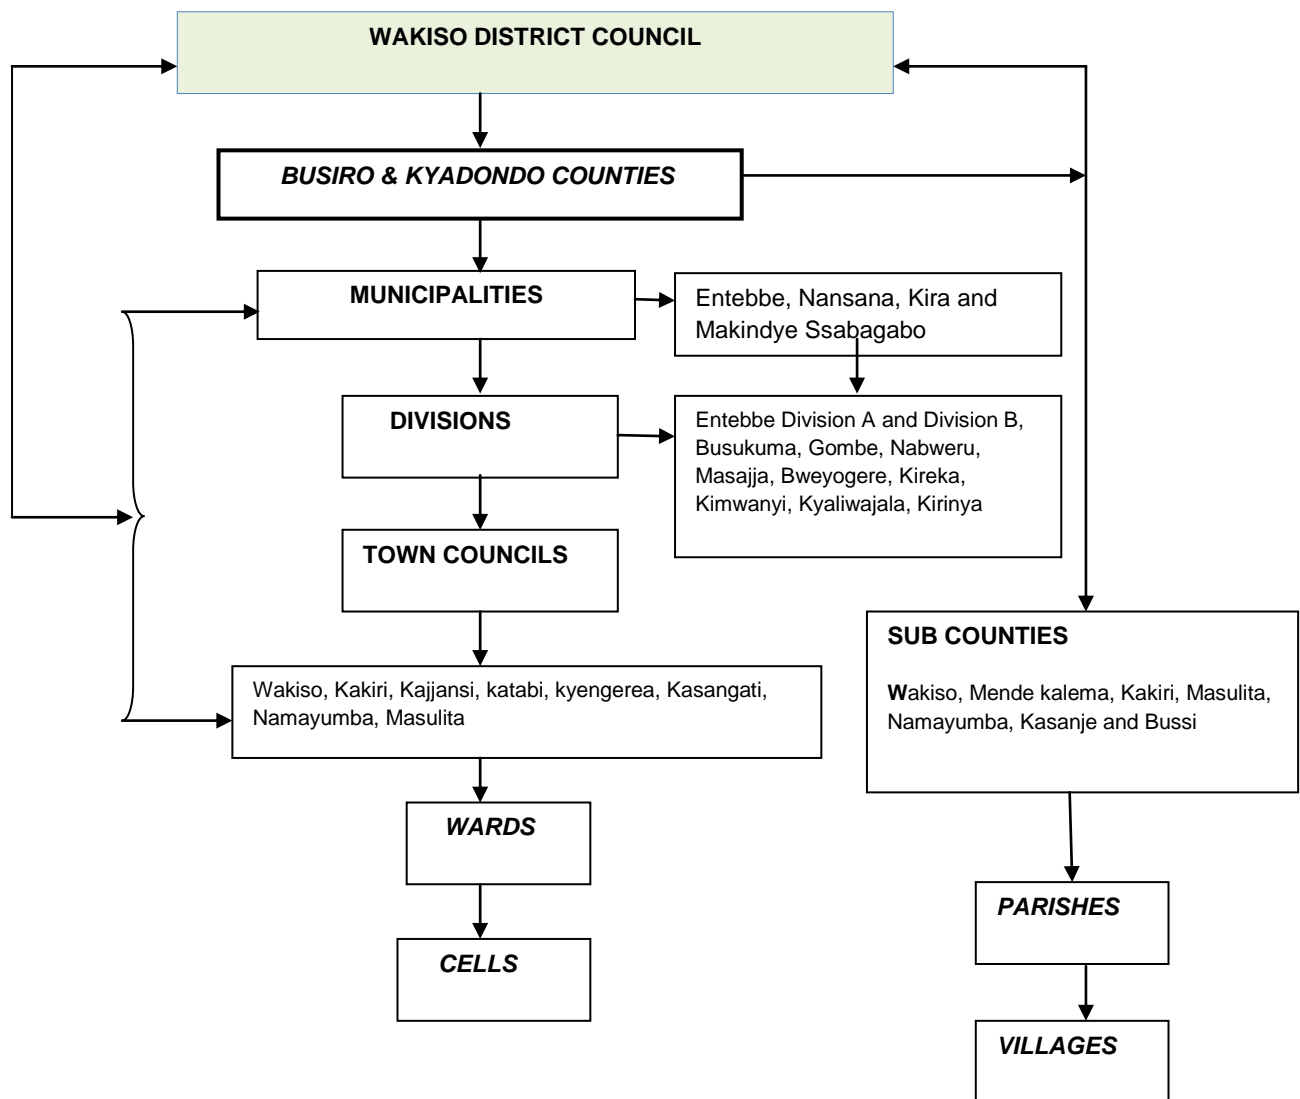 WAKISO DISTRICT COUNCIL
BUSIRO & KYADONDO COUNTIES
MUNICIPALITIES
Entebbe, Nansana, Kira and
Makindye Ssabagabo
DIVISIONS
Entebbe Division A and Division B,
Busukuma, Gombe, Nabweru,
Masajja, Bweyogere, Kireka,
Kimwanyi, Kyaliwajala, Kirinya
TOWN COUNCILS
Wakiso, Kakiri, Kajjansi, katabi, kyengerea, Kasangati,
Namayumba, Masulita
WARDS
CELLS
SUB COUNTIES
Wakiso, Mende kalema, Kakiri, Masulita,
Namayumba, Kasanje and Bussi
PARISHES
VILLAGES